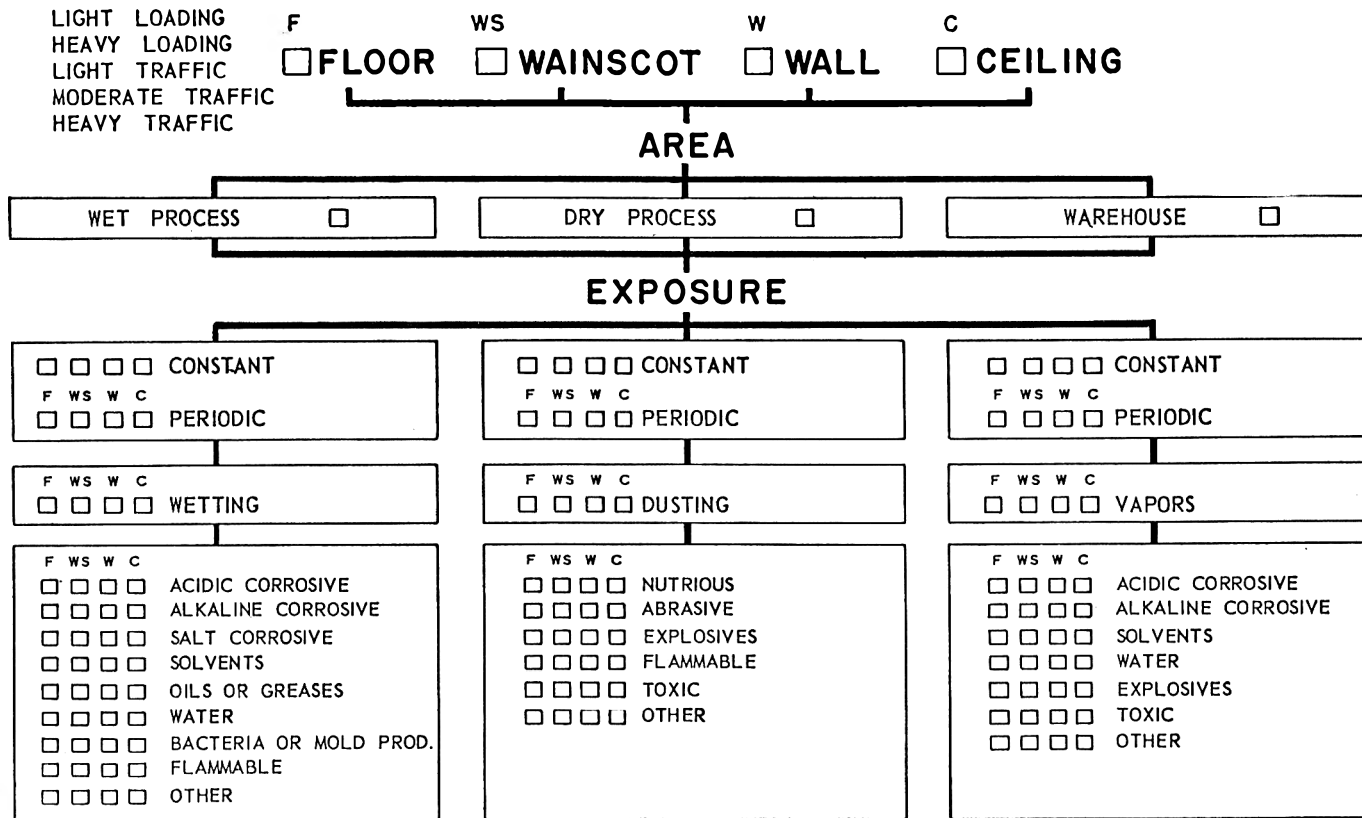 LIGHT LOADING
HEAVY LOADING
LIGHT TRAFFIC
MODERATE TRAFFIC
HEAVY TRAFFIC
F WS W C
FLOOR WAINSCOT WALL CEILING
AREA
WET PROCESS DRY PROCESS WAREHOUSE
EXPOSURE
CONSTANT
F WS W C
PERIODIC
F WS W C
WETTING
F WS W C
ACIDIC CORROSIVE
ALKALINE CORROSIVE
SALT CORROSIVE
SOLVENTS
OILS OR GREASES
WATER
BACTERIA OR MOLD PROD.
FLAMMABLE
OTHER
CONSTANT
F WS W C
PERIODIC
F WS W C
DUSTING
F WS W C
NUTRIOUS
ABRASIVE
EXPLOSIVES
FLAMMABLE
TOXIC
OTHER
CONSTANT
F WS W C
PERIODIC
F WS W C
VAPORS
F WS W C
ACIDIC CORROSIVE
ALKALINE CORROSIVE
SOLVENTS
WATER
EXPLOSIVES
TOXIC
OTHER